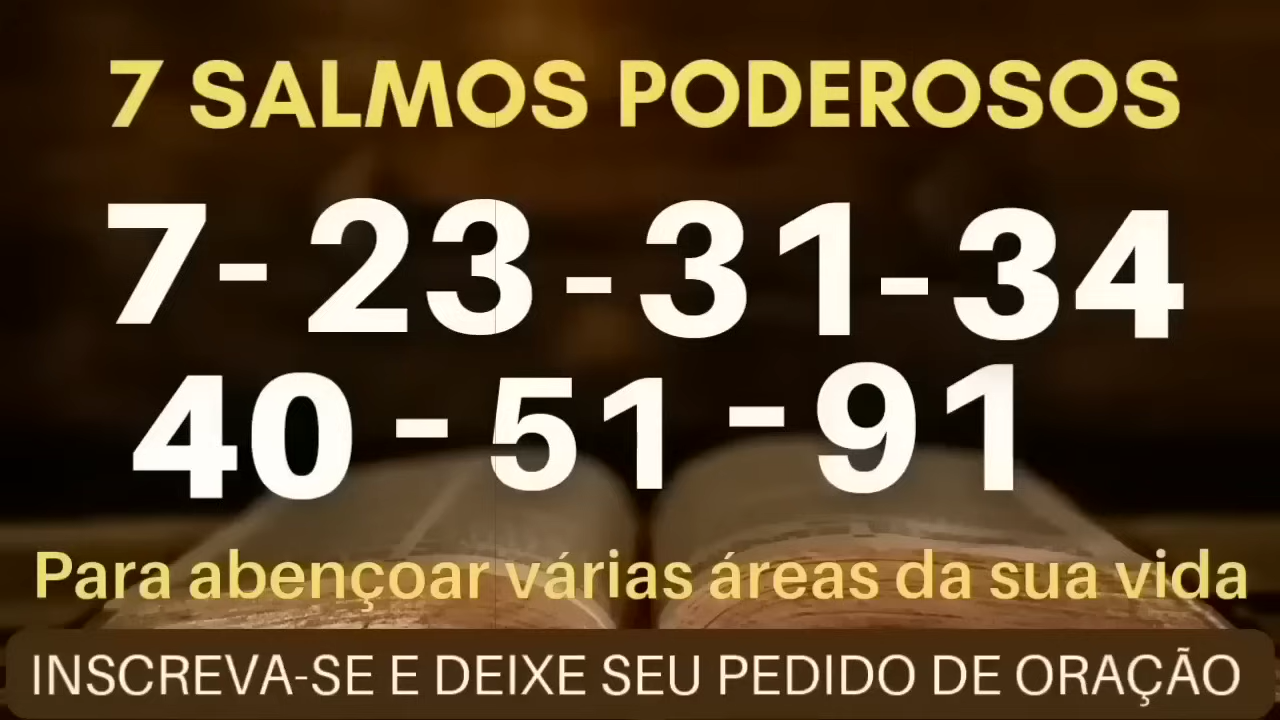 7 SALMOS PODEROSOS
7- 23 - 31 - 34
40 - 51 - 91
Para abençoar várias áreas da sua vida
INSCREVA-SE E DEIXE SEU PEDIDO DE ORAÇÃO